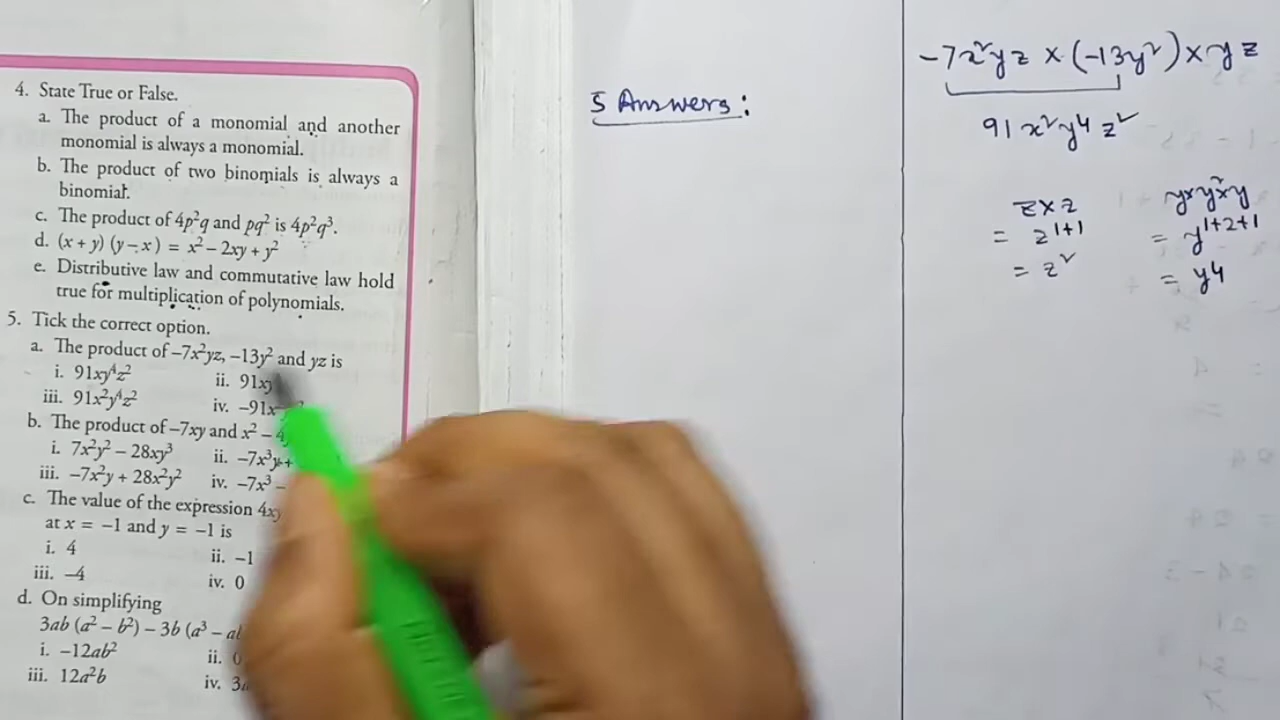 4. State True or False.
a. The product of a monomial and another
monomial is always a monomial.
b. The product of two binomials is always a
binomial.
c. The product of 4p²q and pq² is 4p²q³.
d. (x + y) (y – x) = x² – 2xy + y²
e. Distributive law and commutative law hold
true for multiplication of polynomials.
5. Tick the correct option.
a. The product of –7x²yz, –13y² and yz is
i. 91xy⁴z² ii. 91xy
iii. 91x²y⁴z² iv. –91x
b. The product of –7xy and x² – 4
i. 7x²y² – 28xy³ ii. –7x³y +
iii. –7x²y + 28x²y² iv. –7x³ –
c. The value of the expression 4xy
at x = –1 and y = –1 is
i. 4 ii. –1
iii. –4 iv. 0
d. On simplifying
3ab (a² – b²) – 3b (a³ – a
i. –12ab² ii. 0
iii. 12a²b iv. 3
5 Answers:
-7x²yz × (-13y²) × yz
91x²y⁴z²
z×z
= z¹⁺¹
= z²
y×y²×y
= y¹⁺²⁺¹
= y4